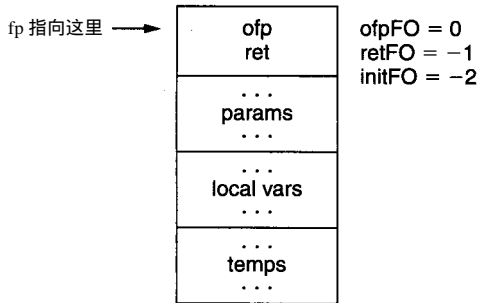 fp 指向这里
ofp
ret
ofpFO = 0
retFO = −1
initFO = −2
. . .
params
. . .
. . .
local vars
. . .
. . .
temps
. . .